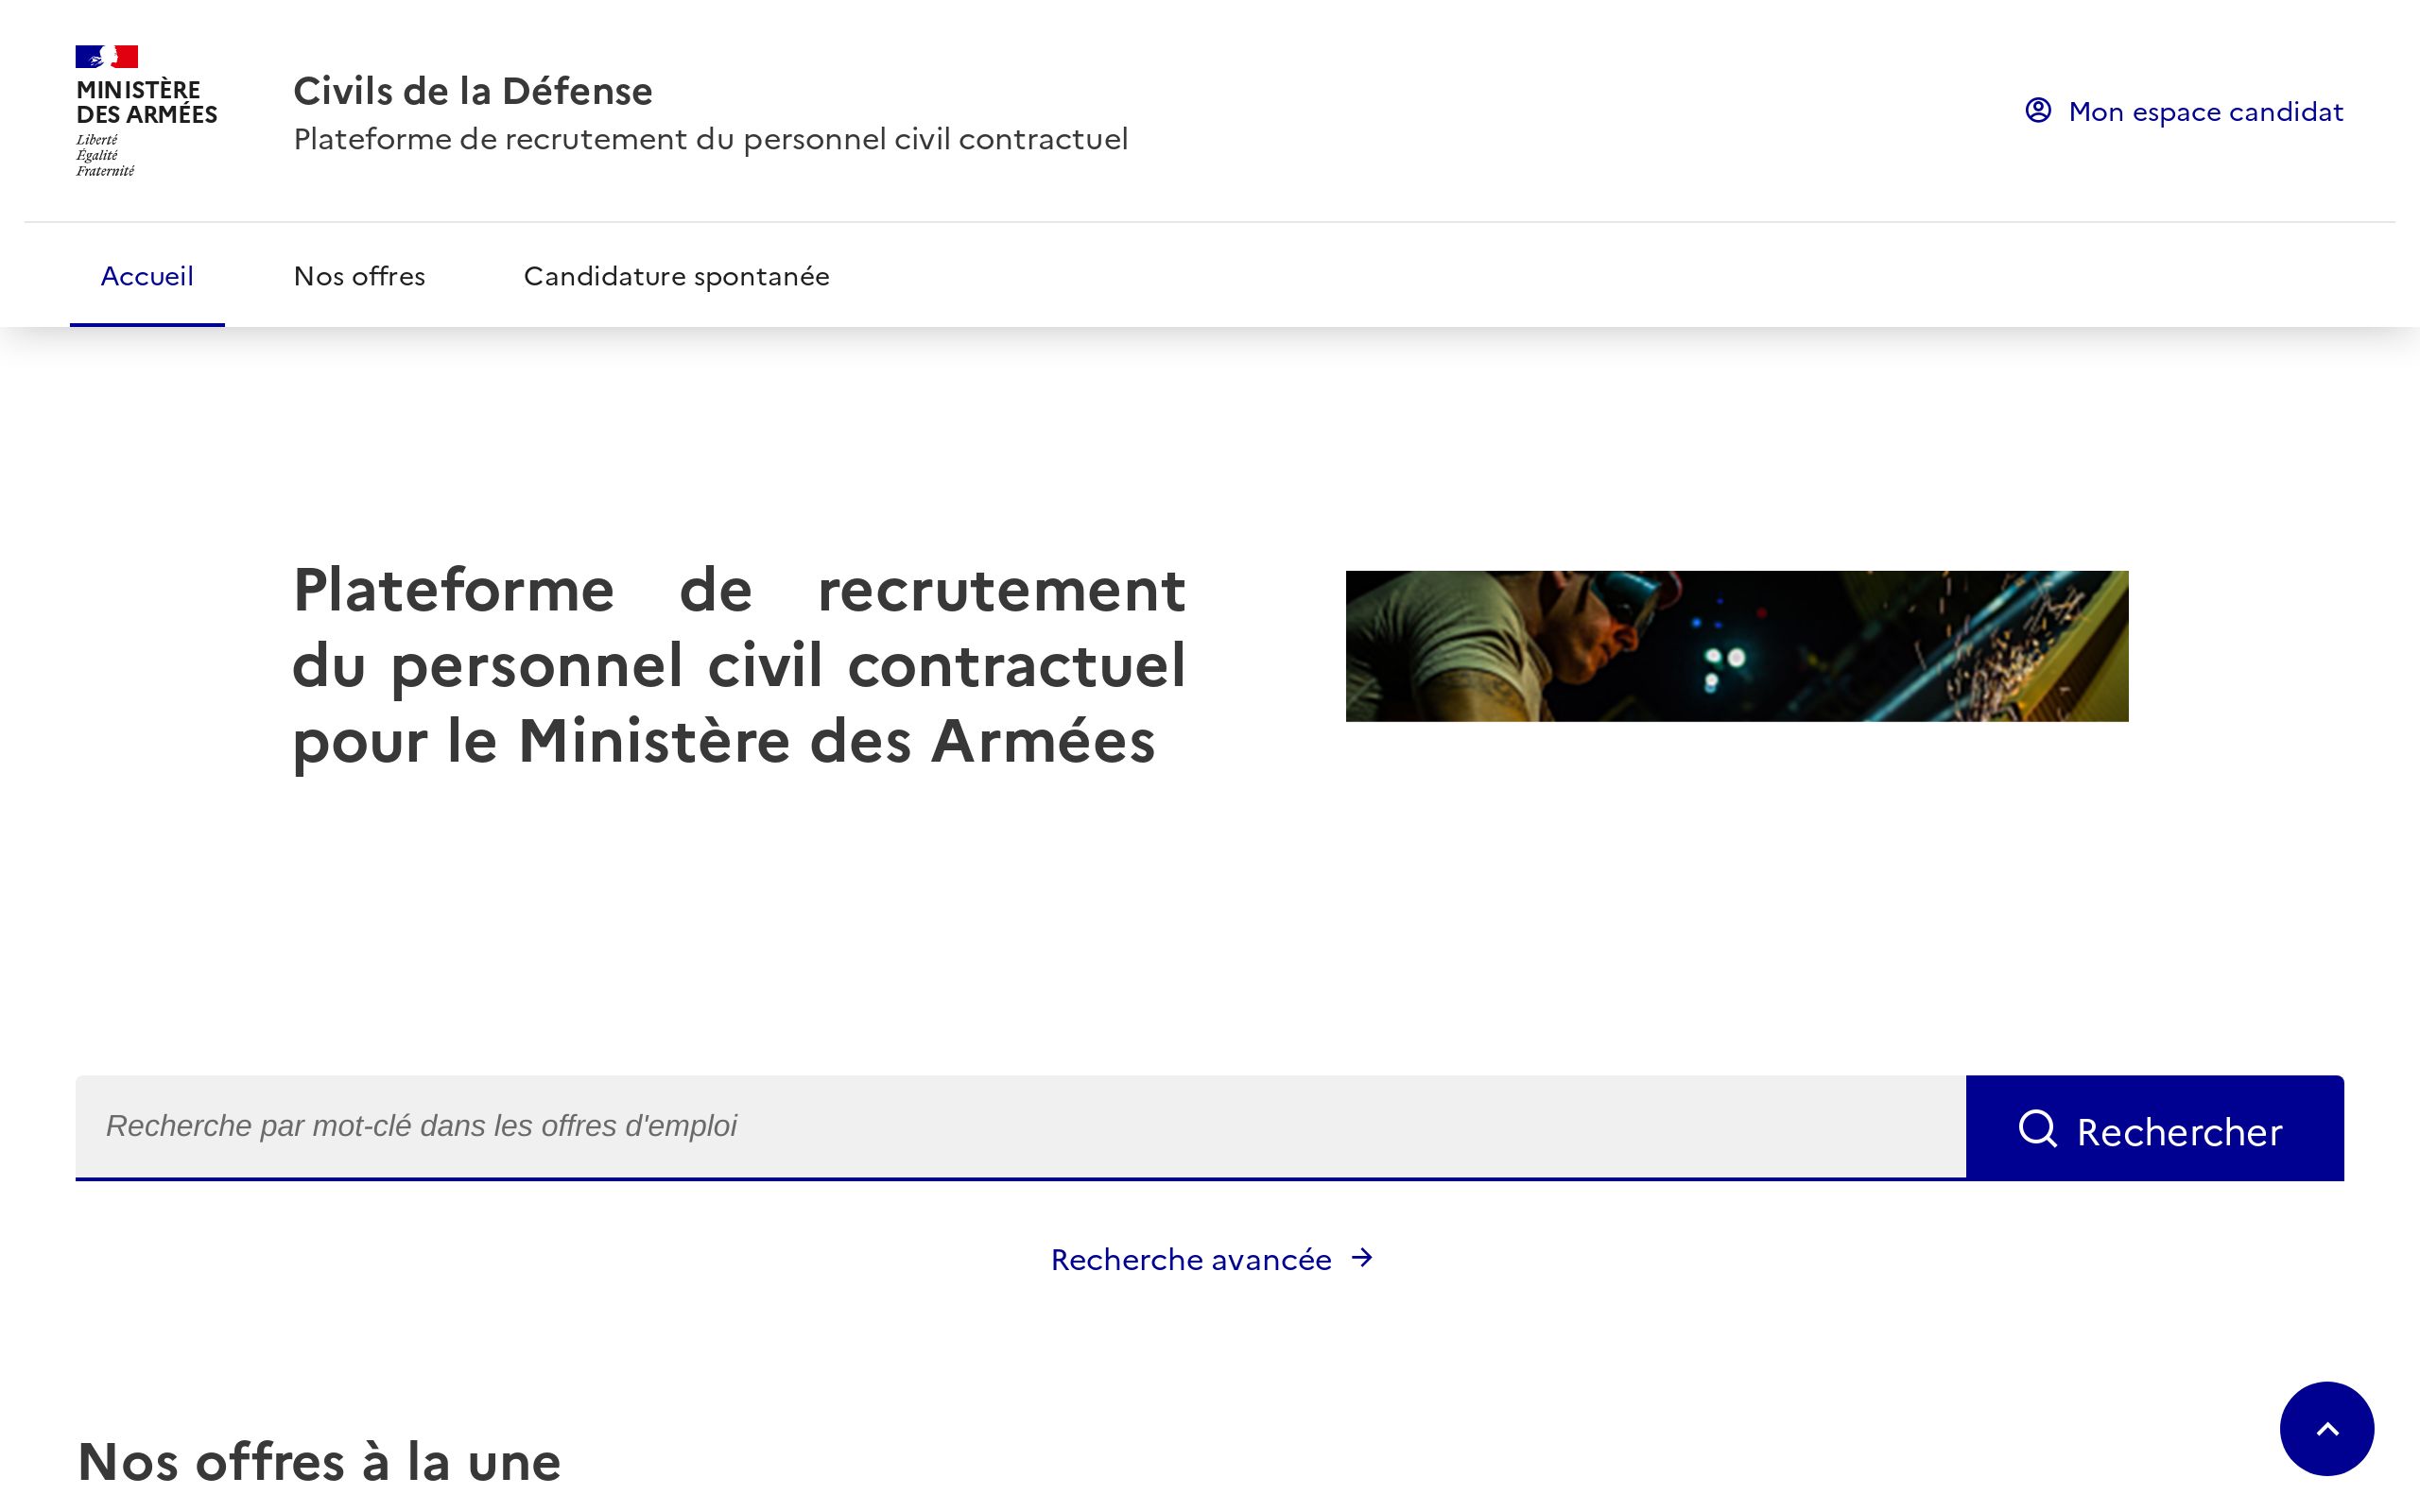 MINISTÈRE
DES ARMÉES
Liberté
Égalité
Fraternité
Civils de la Défense
Plateforme de recrutement du personnel civil contractuel
Mon espace candidat
Accueil
Nos offres
Candidature spontanée
Plateforme de recrutement
du personnel civil contractuel
pour le Ministère des Armées
Recherche par mot-clé dans les offres d'emploi
Rechercher
Recherche avancée
Nos offres à la une